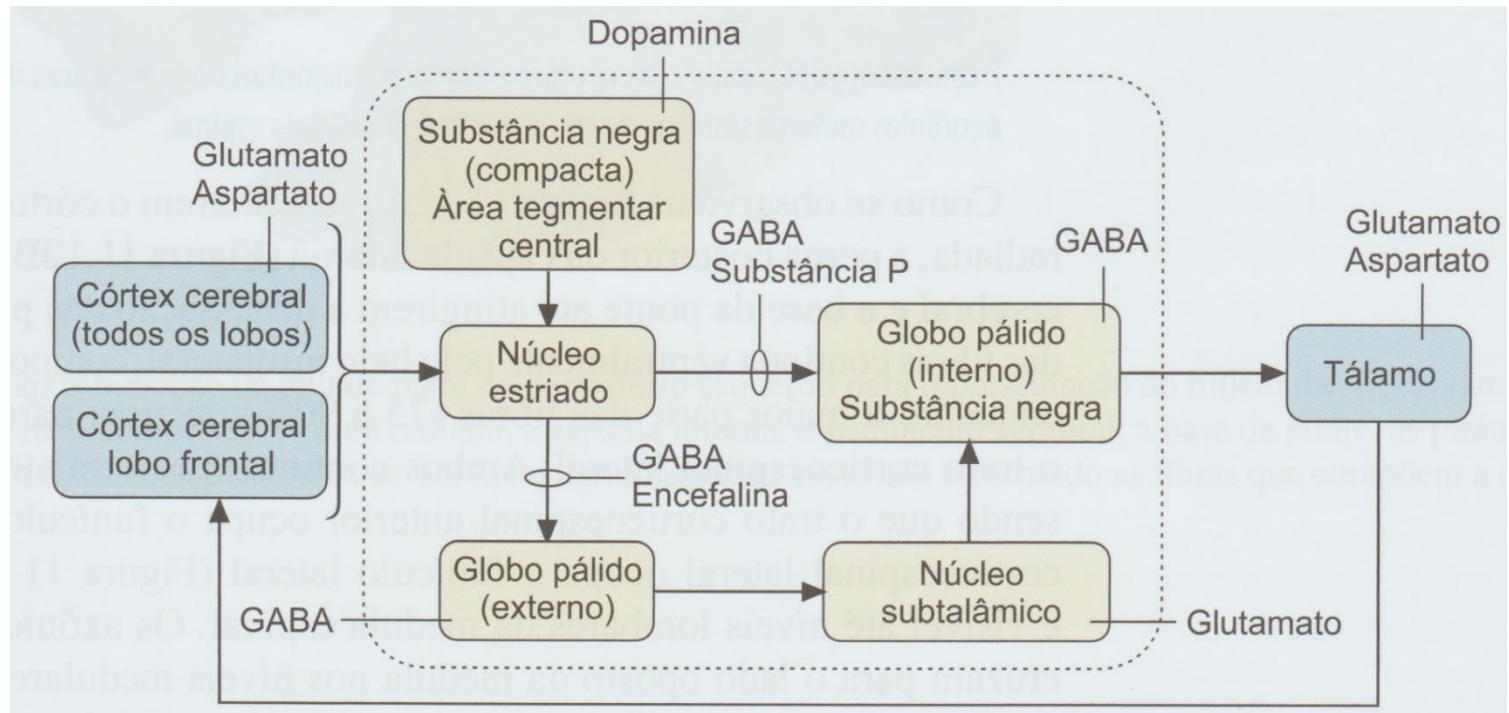 Dopamina
Substância negra
(compacta)
Àrea tegmentar
central
Glutamato
Aspartato
Córtex cerebral
(todos os lobos)
Córtex cerebral
lobo frontal
Núcleo
estriado
GABA
Substância P
GABA
Globo pálido
(interno)
Substância negra
Glutamato
Aspartato
Tálamo
GABA
Encefalina
Globo pálido
(externo)
GABA
Núcleo
subtalâmico
Glutamato